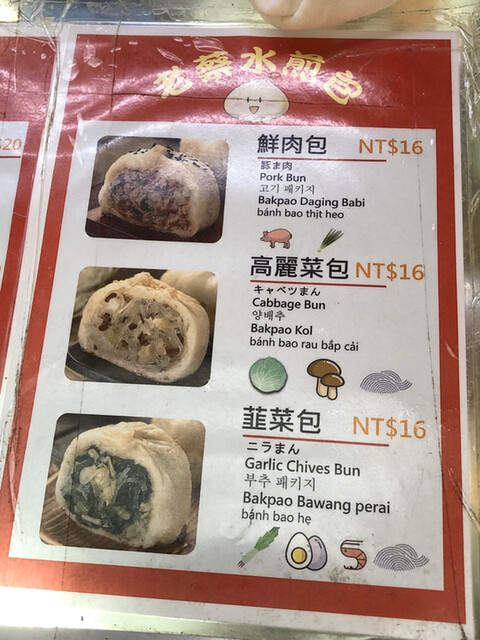 老蔡水煎包
$20
鮮肉包 NT$16
豚ま肉
Pork Bun
고기 패키지
Bakpao Daging Babi
bánh bao thịt heo
高麗菜包 NT$16
キャベツまん
Cabbage Bun
양배추
Bakpao Kol
bánh bao rau bắp cải
韮菜包 NT$16
ニラまん
Garlic Chives Bun
부추 패키지
Bakpao Bawang perai
bánh bao hẹ